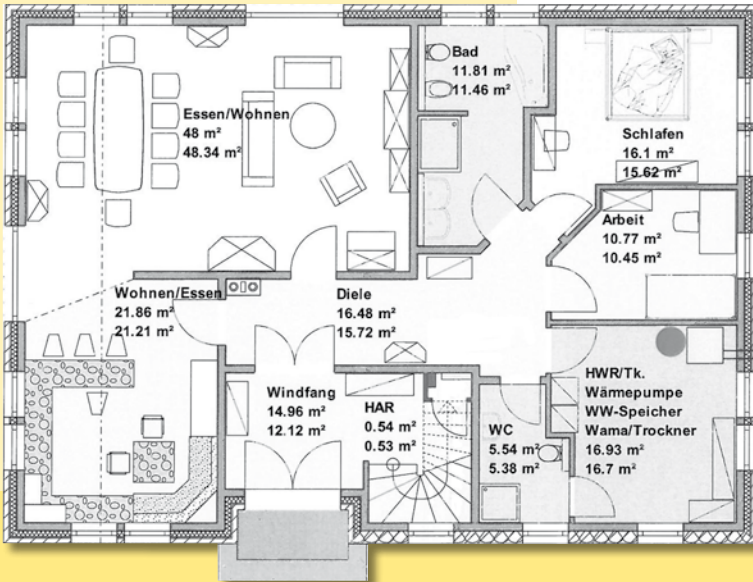 Essen/Wohnen
48 m²
48.34 m²
Bad
11.81 m²
11.46 m²
Schlafen
16.1 m²
15.62 m²
Arbeit
10.77 m²
10.45 m²
Wohnen/Essen
21.86 m²
21.21 m²
Diele
16.48 m²
15.72 m²
Windfang
14.96 m²
12.12 m²
HAR
0.54 m²
0.53 m²
WC
5.54 m²
5.38 m²
HWR/Tk.
Wärmepumpe
WW-Speicher
Wama/Trockner
16.93 m²
16.7 m²